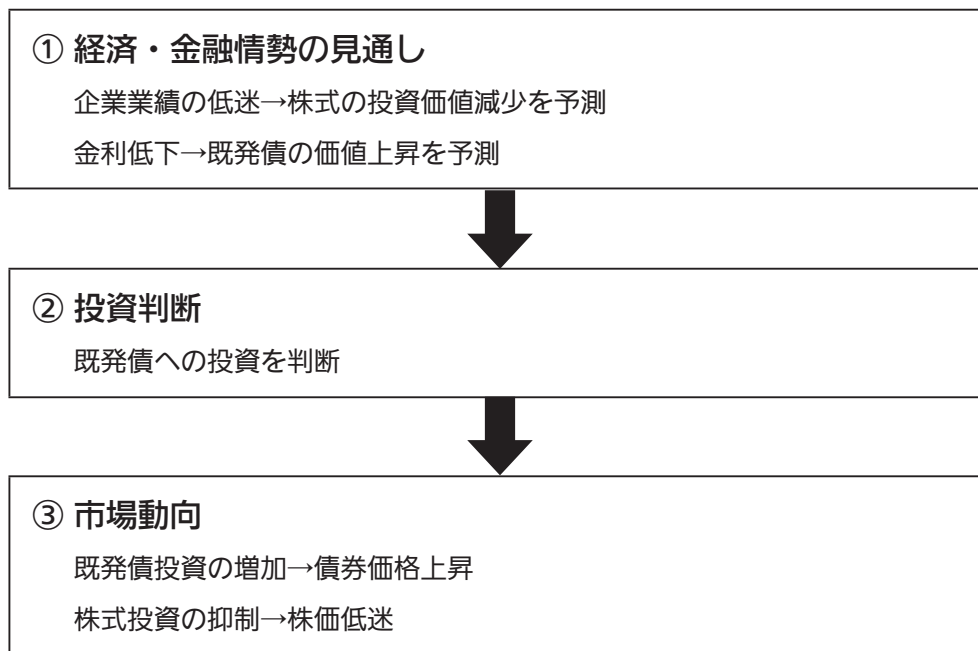 ① 経済・金融情勢の見通し
企業業績の低迷→株式の投資価値減少を予測
金利低下→既発債の価値上昇を予測
② 投資判断
既発債への投資を判断
③ 市場動向
既発債投資の増加→債券価格上昇
株式投資の抑制→株価低迷